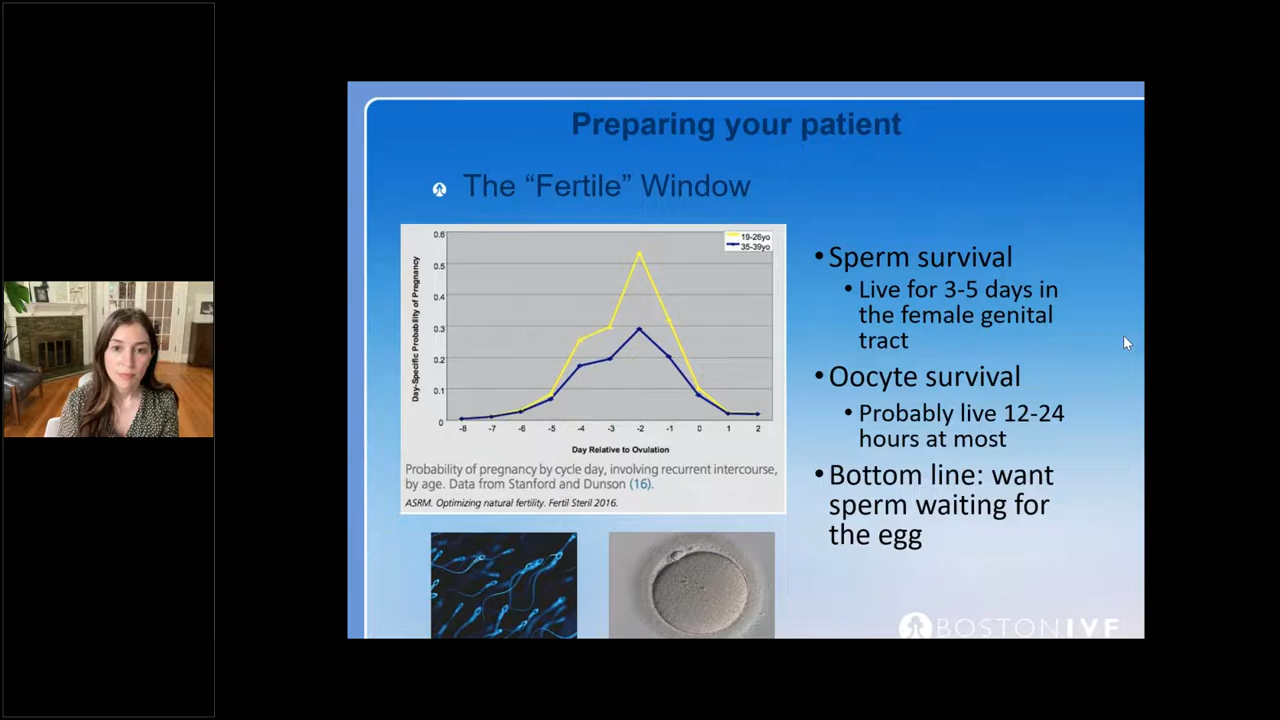 Preparing your patient
The “Fertile” Window
0.6
0.5
0.4
0.3
0.2
0.1
0
Day-Specific Probability of Pregnancy
19-26yo
35-39yo
-8 -7 -6 -5 -4 -3 -2 -1 0 1 2
Day Relative to Ovulation
Probability of pregnancy by cycle day, involving recurrent intercourse,
by age. Data from Stanford and Dunson (16).
ASRM. Optimizing natural fertility. Fertil Steril 2016.
•Sperm survival
•Live for 3-5 days in
the female genital
tract
•Oocyte survival
•Probably live 12-24
hours at most
•Bottom line: want
sperm waiting for
the egg
BOSTON IVF